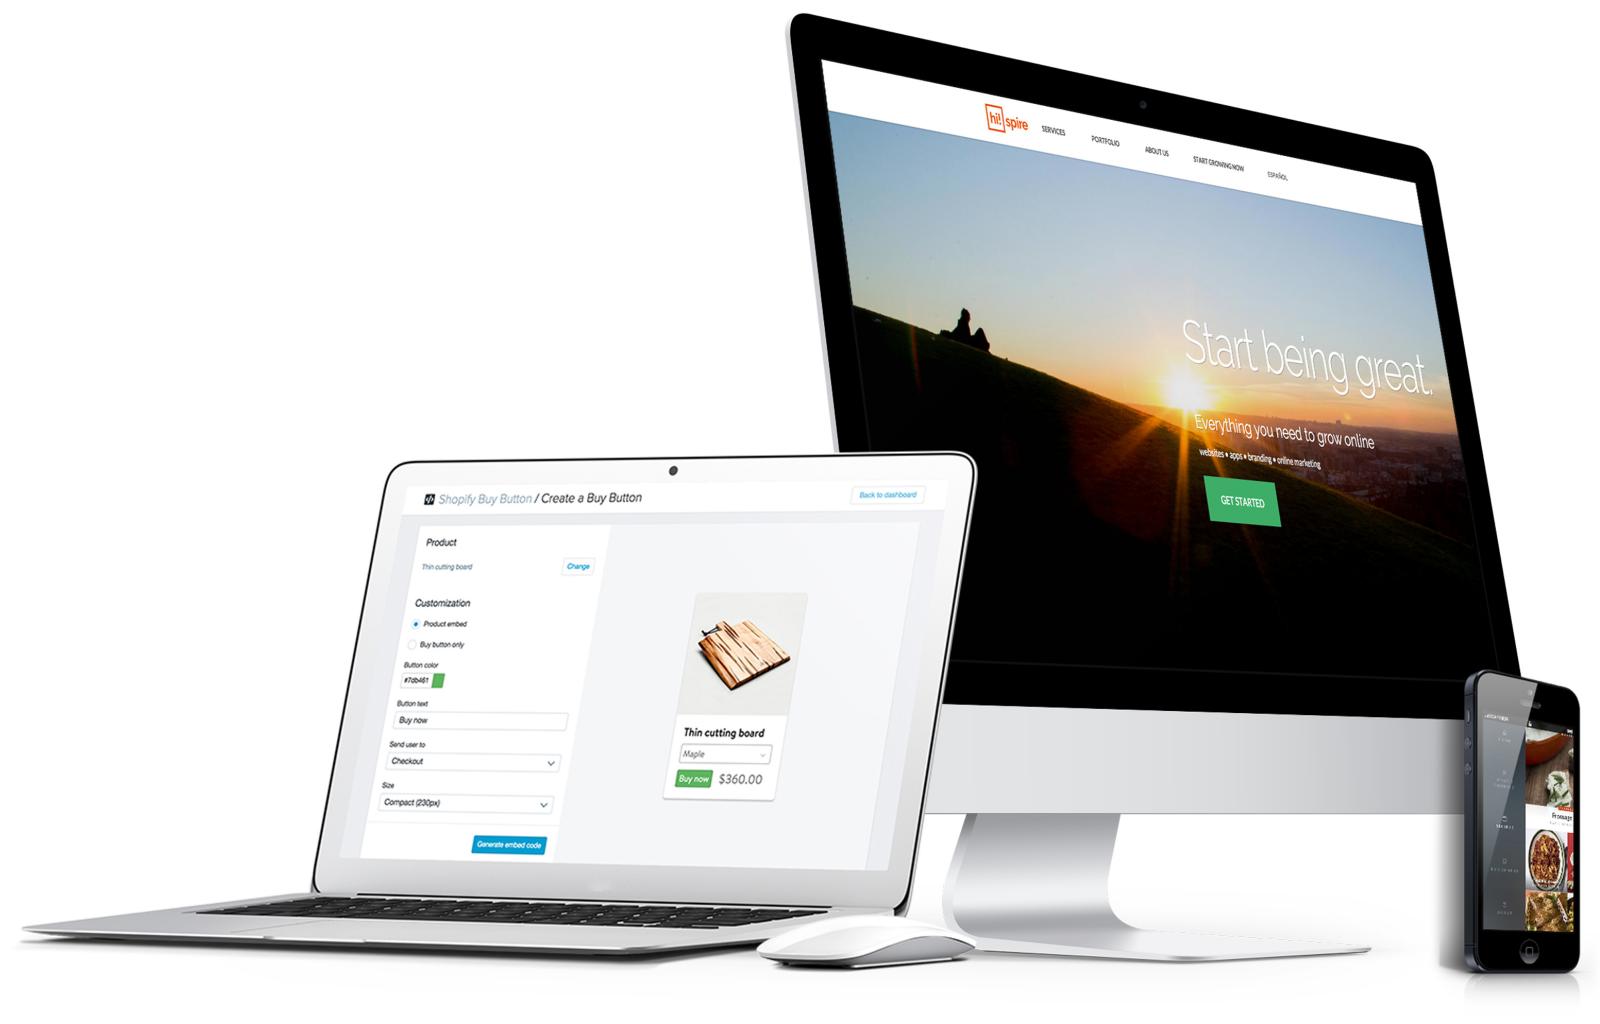 hi! spire
SERVICES
PORTFOLIO
ABOUT US
START GROWING NOW
ESPAÑOL
Start being great.
Everything you need to grow online
websites • apps • branding • online marketing
GET STARTED
Shopify Buy Button / Create a Buy Button
Back to dashboard
Product
Thin cutting board
Change
Customization
Product embed
Buy button only
Button color
#7db461
Button text
Buy now
Send user to
Checkout
Size
Compact (230px)
Generate embed code
Thin cutting board
Maple
Buy now $360.00
Fromage